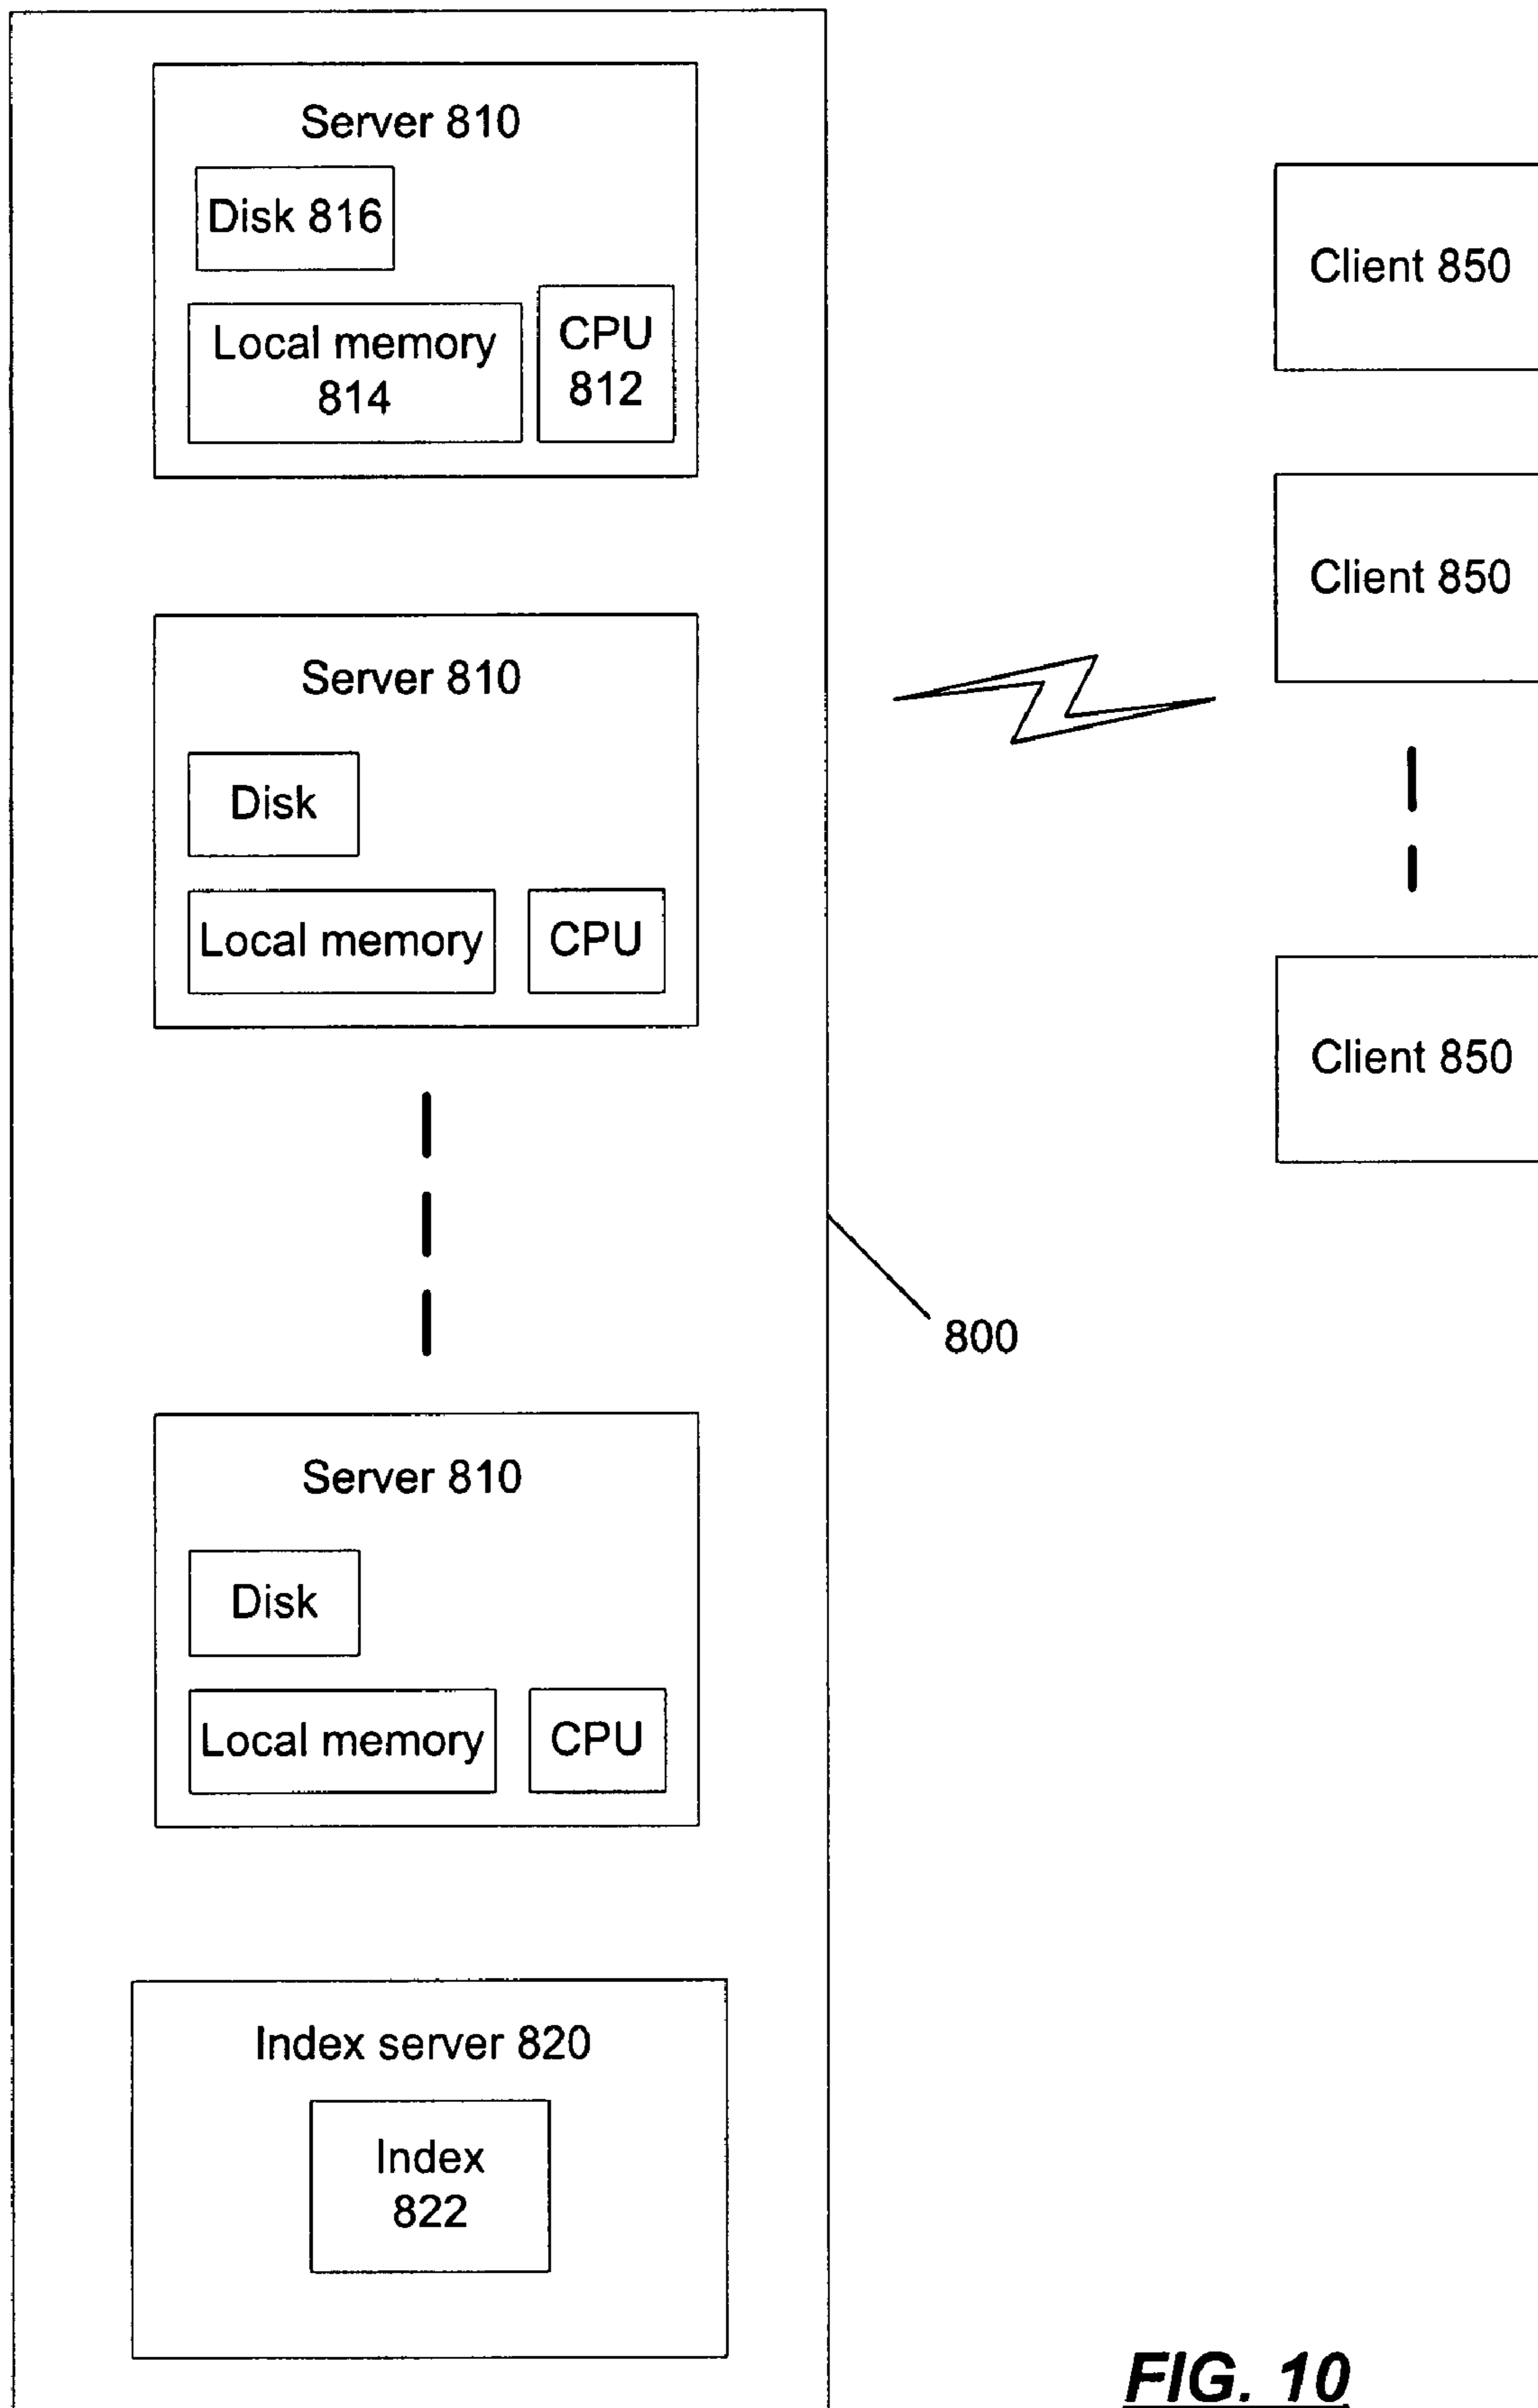 Server 810
Disk 816
Local memory
814
CPU
812
Server 810
Disk
Local memory
CPU
Server 810
Disk
Local memory
CPU
Index server 820
Index
822
800
Client 850
Client 850
Client 850
FIG. 10